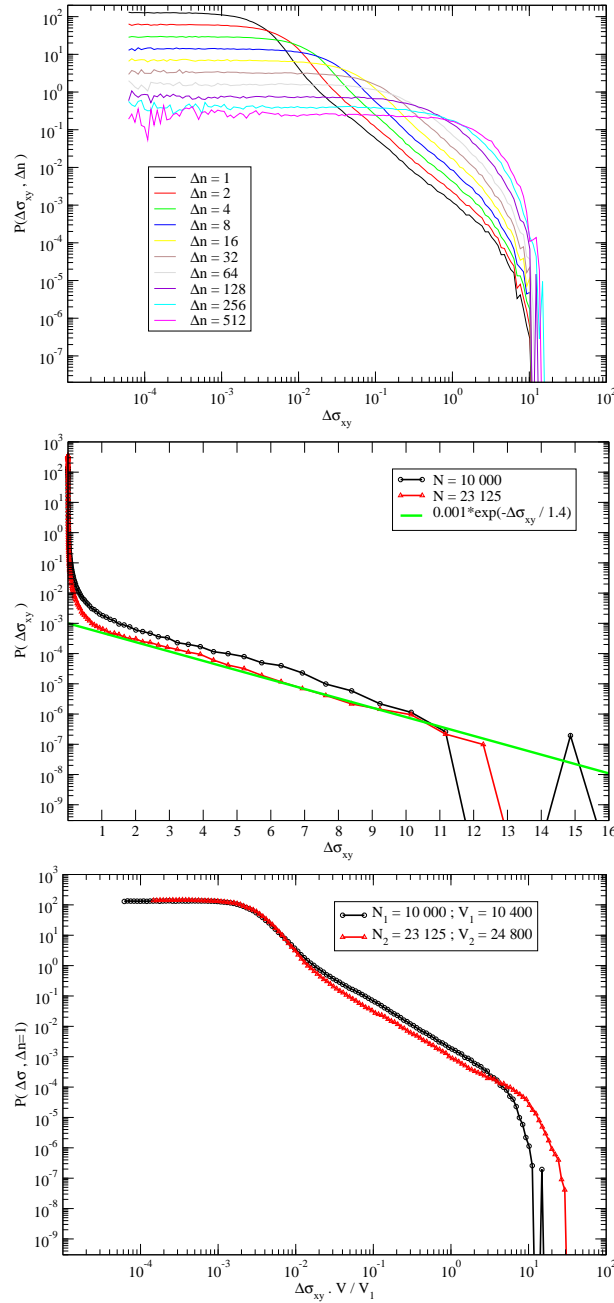 10^2
10^1
10^0
10^-1
10^-2
10^-3
10^-4
10^-5
10^-6
10^-7
P(Δσ_xy , Δn)
Δn = 1
Δn = 2
Δn = 4
Δn = 8
Δn = 16
Δn = 32
Δn = 64
Δn = 128
Δn = 256
Δn = 512
10^-4 10^-3 10^-2 10^-1 10^0 10^1 10^2
Δσ_xy
10^3
10^2
10^1
10^0
10^-1
10^-2
10^-3
10^-4
10^-5
10^-6
10^-7
10^-8
10^-9
P( Δσ_xy )
N = 10 000
N = 23 125
0.001*exp(-Δσ_xy / 1.4)
1 2 3 4 5 6 7 8 9 10 11 12 13 14 15 16
Δσ_xy
10^3
10^2
10^1
10^0
10^-1
10^-2
10^-3
10^-4
10^-5
10^-6
10^-7
10^-8
10^-9
P( Δσ , Δn=1)
N_1 = 10 000 ; V_1 = 10 400
N_2 = 23 125 ; V_2 = 24 800
10^-4 10^-3 10^-2 10^-1 10^0 10^1 10^2
Δσ_xy . V / V_1